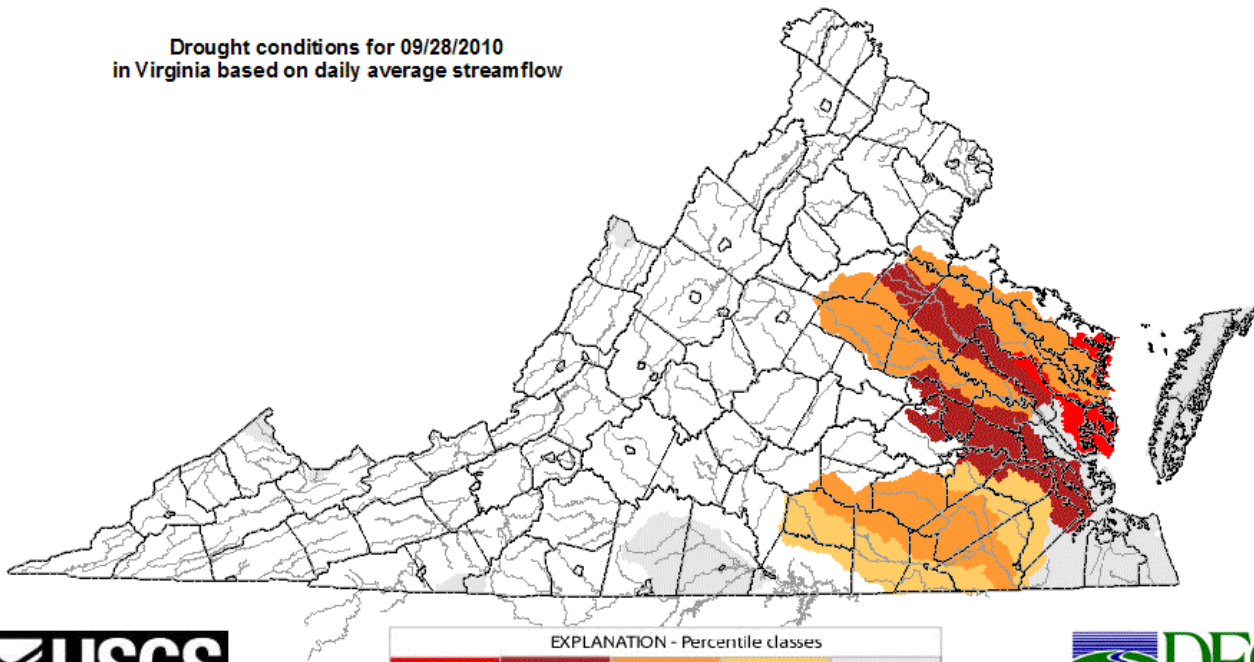 Drought conditions for 09/28/2010
in Virginia based on daily average streamflow
USGS
EXPLANATION - Percentile classes